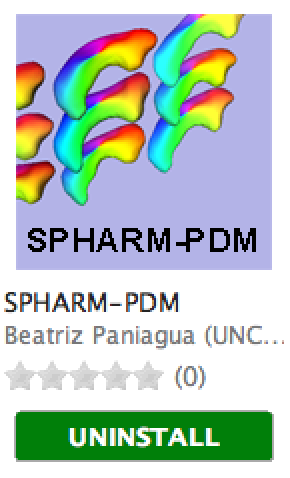 SPHARM-PDM
SPHARM-PDM
Beatriz Paniagua (UNC...
(0)
UNINSTALL